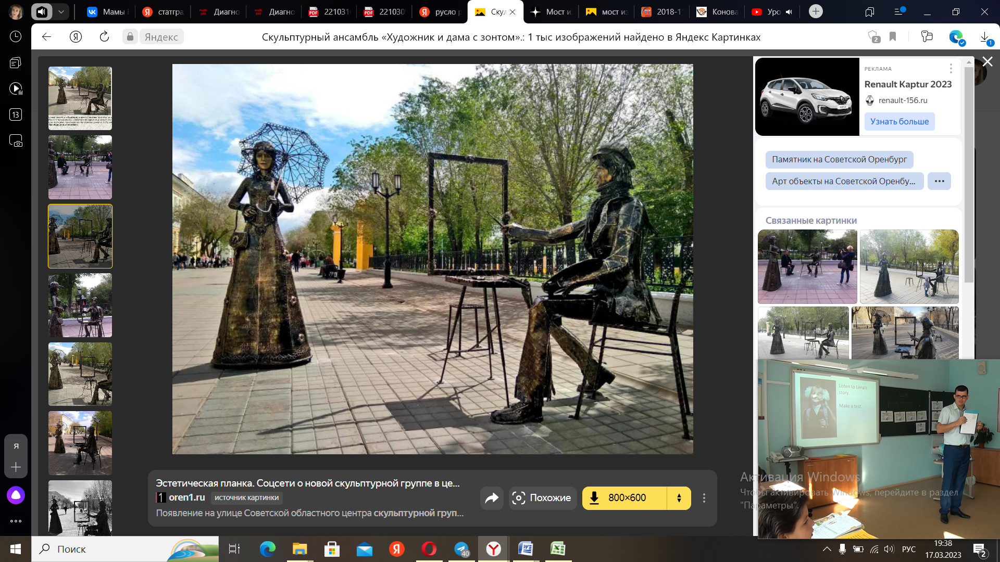 Мамы
статгра
Диагно
Диагно
221031
221030
русло р
Скул
Мост из
мост из
2018-1
Конова
Уро
Яндекс
Скульптурный ансамбль «Художник и дама с зонтом».: 1 тыс изображений найдено в Яндекс Картинках
2
1
13
РЕКЛАМА
Renault Kaptur 2023
renault-156.ru
Узнать больше
Памятник на Советской Оренбург
Арт объекты на Советской Оренбу...
Связанные картинки
Listen to Lena's
story.
Make a test.
Эстетическая планка. Соцсети о новой скульптурной группе в це...
1 oren1.ru источник картинки
Появление на улице Советской областного центра скульптурной груп...
Похожие
800×600
Активация Windows
Чтобы активировать Windows, перейдите в раздел
"Параметры".
я
Поиск
40
РУС
19:38
17.03.2023
2